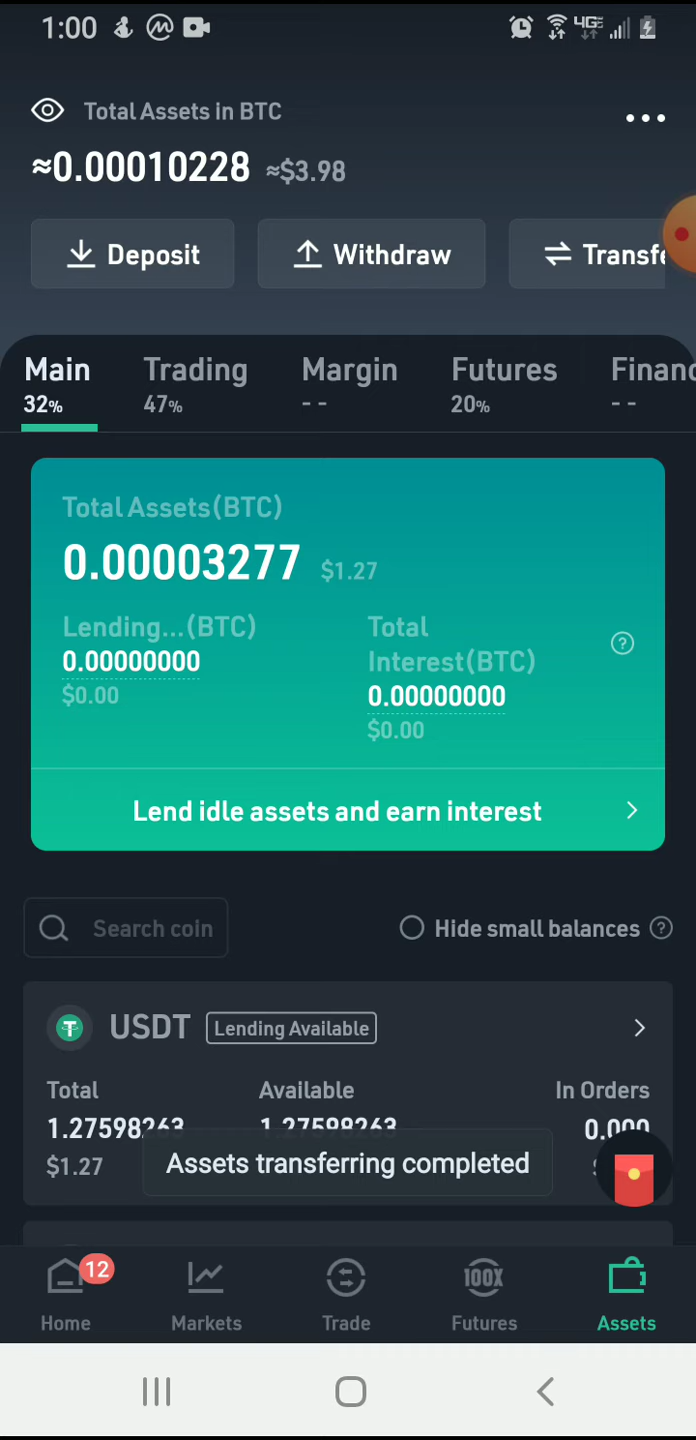 1:00 4GE
Total Assets in BTC
≈0.00010228 ≈$3.98
Deposit Withdraw Transfe
Main Trading Margin Futures Financ
32% 47% -- 20% --
Total Assets(BTC)
0.00003277 $1.27
Lending...(BTC) Total
Interest(BTC)
0.00000000
$0.00
0.00000000
$0.00
Lend idle assets and earn interest
Search coin Hide small balances
USDT Lending Available
Total Available In Orders
1.27598263 1.27598263 0.000
$1.27
Assets transferring completed
12
100X
Home Markets Trade Futures Assets